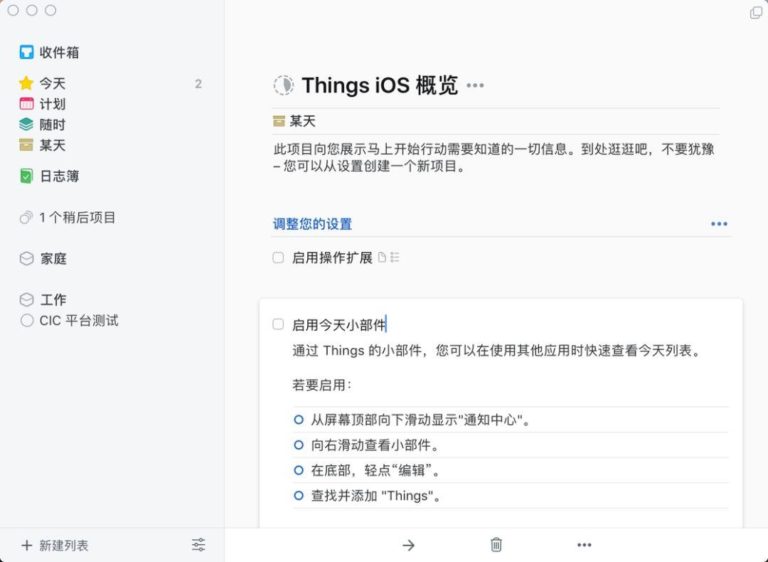 收件箱
今天 2
计划
随时
某天
日志簿
1 个稍后项目
家庭
工作
CIC 平台测试
新建列表
Things iOS 概览
某天
此项目向您展示马上开始行动需要知道的一切信息。到处逛逛吧，不要犹豫
– 您可以从设置创建一个新项目。
调整您的设置
启用操作扩展
启用今天小部件
通过 Things 的小部件，您可以在使用其他应用时快速查看今天列表。
若要启用：
从屏幕顶部向下滑动显示"通知中心"。
向右滑动查看小部件。
在底部，轻点“编辑”。
查找并添加 "Things"。